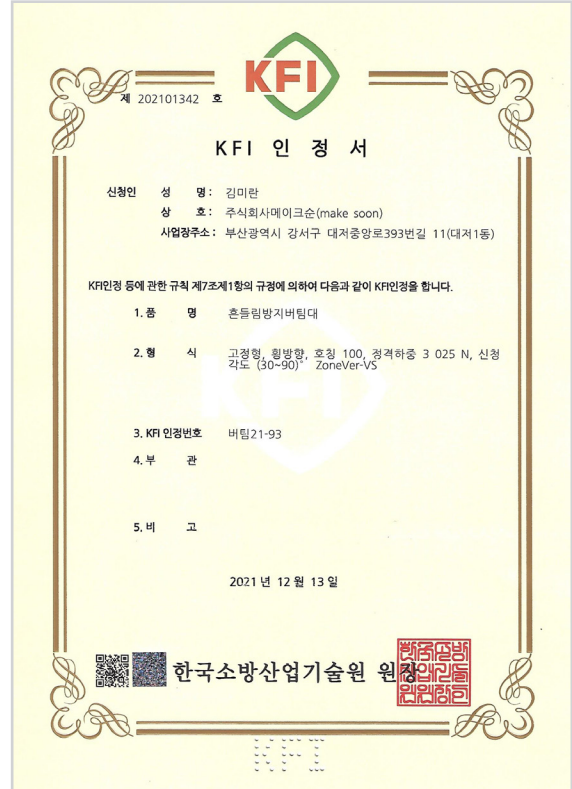 KFI
제 202101342 호
KFI 인 정 서
신청인 성 명 : 김미란
상 호 : 주식회사메이크순(make soon)
사업장주소 : 부산광역시 강서구 대저중앙로393번길 11(대저1동)
KFI인정 등에 관한 규칙 제7조제1항의 규정에 의하여 다음과 같이 KFI인정을 합니다.
1. 품 명 흔들림방지버팀대
2. 형 식 고정형, 횡방향, 호칭 100, 정격하중 3 025 N, 신청
각도 (30~90)° ZoneVer-VS
KFI
3. KFI 인정번호 버팀21-93
4. 부 관
5. 비 고
2021 년 12 월 13 일
한국소방산업기술원 원장
KFI